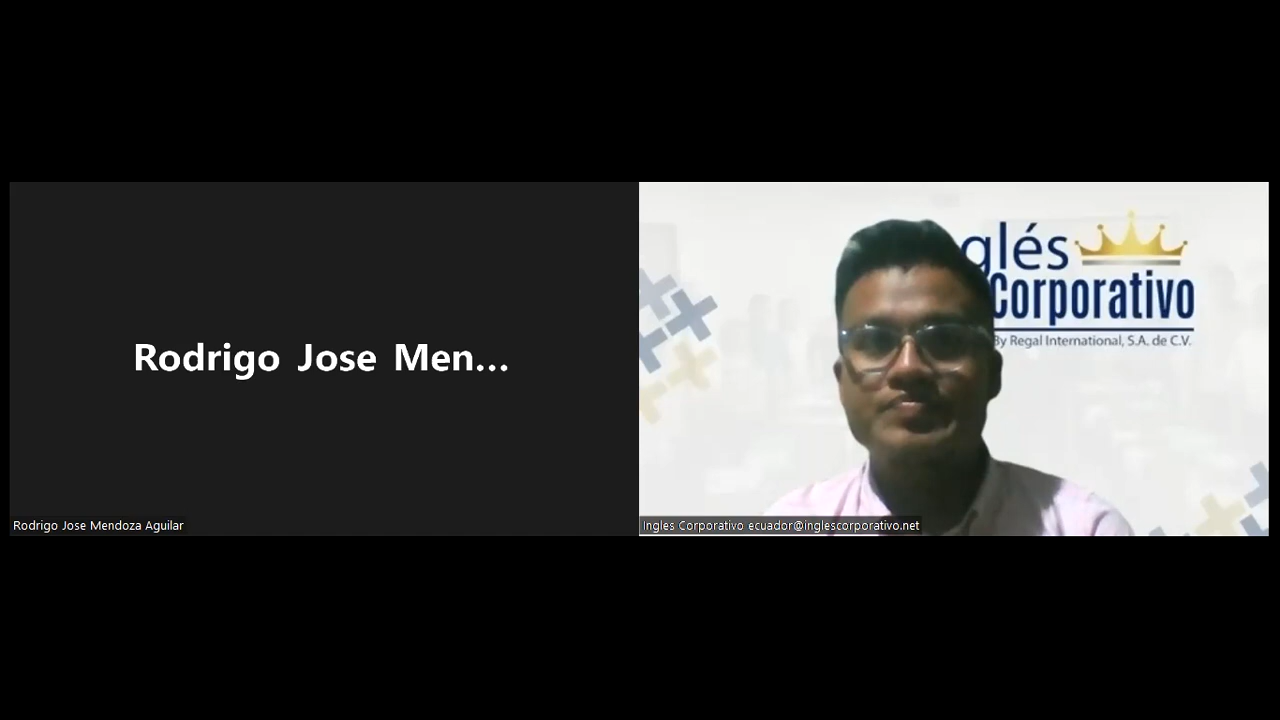 Rodrigo Jose Men...
Rodrigo Jose Mendoza Aguilar
glés
Corporativo
By Regal International, S.A. de C.V.
Ingles Corporativo ecuador@inglescorporativo.net